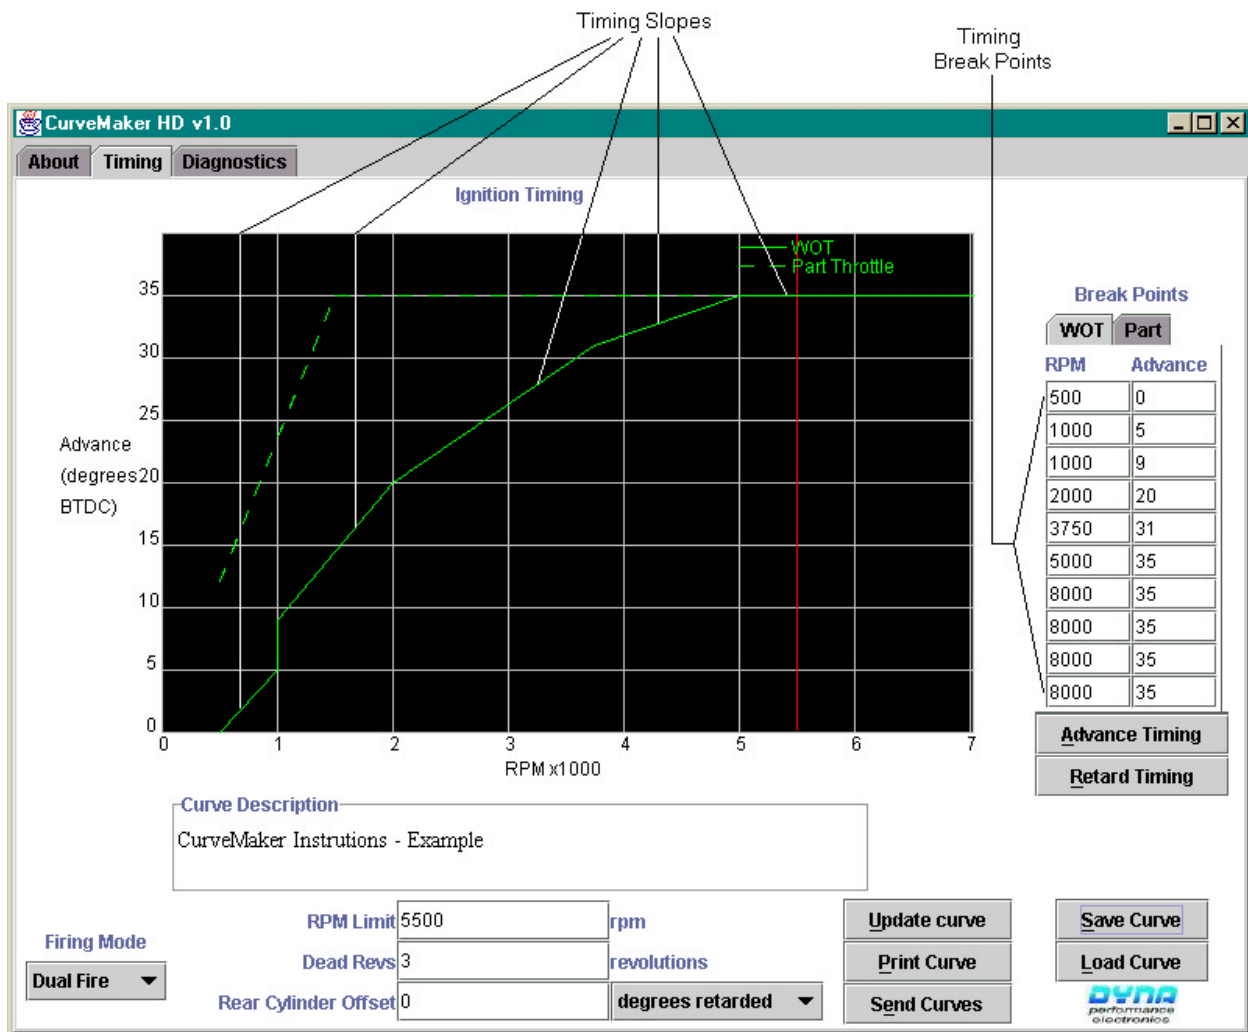 Timing Slopes
Timing
Break Points
CurveMaker HD v1.0
About Timing Diagnostics
Ignition Timing
WOT
Part Throttle
35
30
25
20
15
10
5
0
Advance
(degrees
BTDC)
0 1 2 3 4 5 6 7
RPM x1000
Break Points
WOT Part
RPM Advance
500 0
1000 5
1000 9
2000 20
3750 31
5000 35
8000 35
8000 35
8000 35
8000 35
Advance Timing
Retard Timing
Curve Description
CurveMaker Instrutions - Example
Firing Mode
Dual Fire
RPM Limit 5500 rpm
Dead Revs 3 revolutions
Rear Cylinder Offset 0 degrees retarded
Update curve
Print Curve
Send Curves
Save Curve
Load Curve
DYNA
performance
electronics